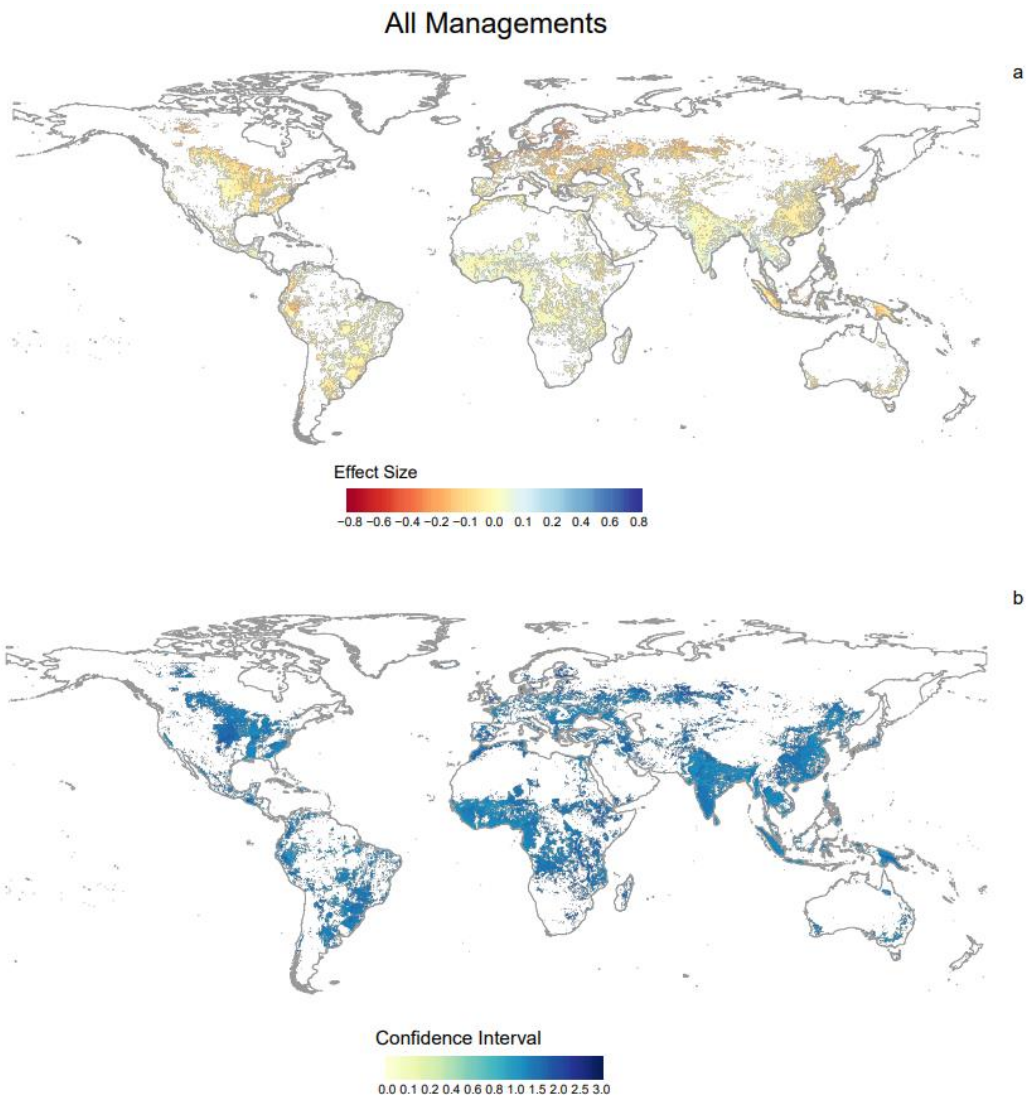 All Managements
a
Effect Size
−0.8 −0.6 −0.4 −0.2 −0.1 0.0 0.1 0.2 0.4 0.6 0.8
b
Confidence Interval
0.0 0.1 0.2 0.4 0.6 0.8 1.0 1.5 2.0 2.5 3.0